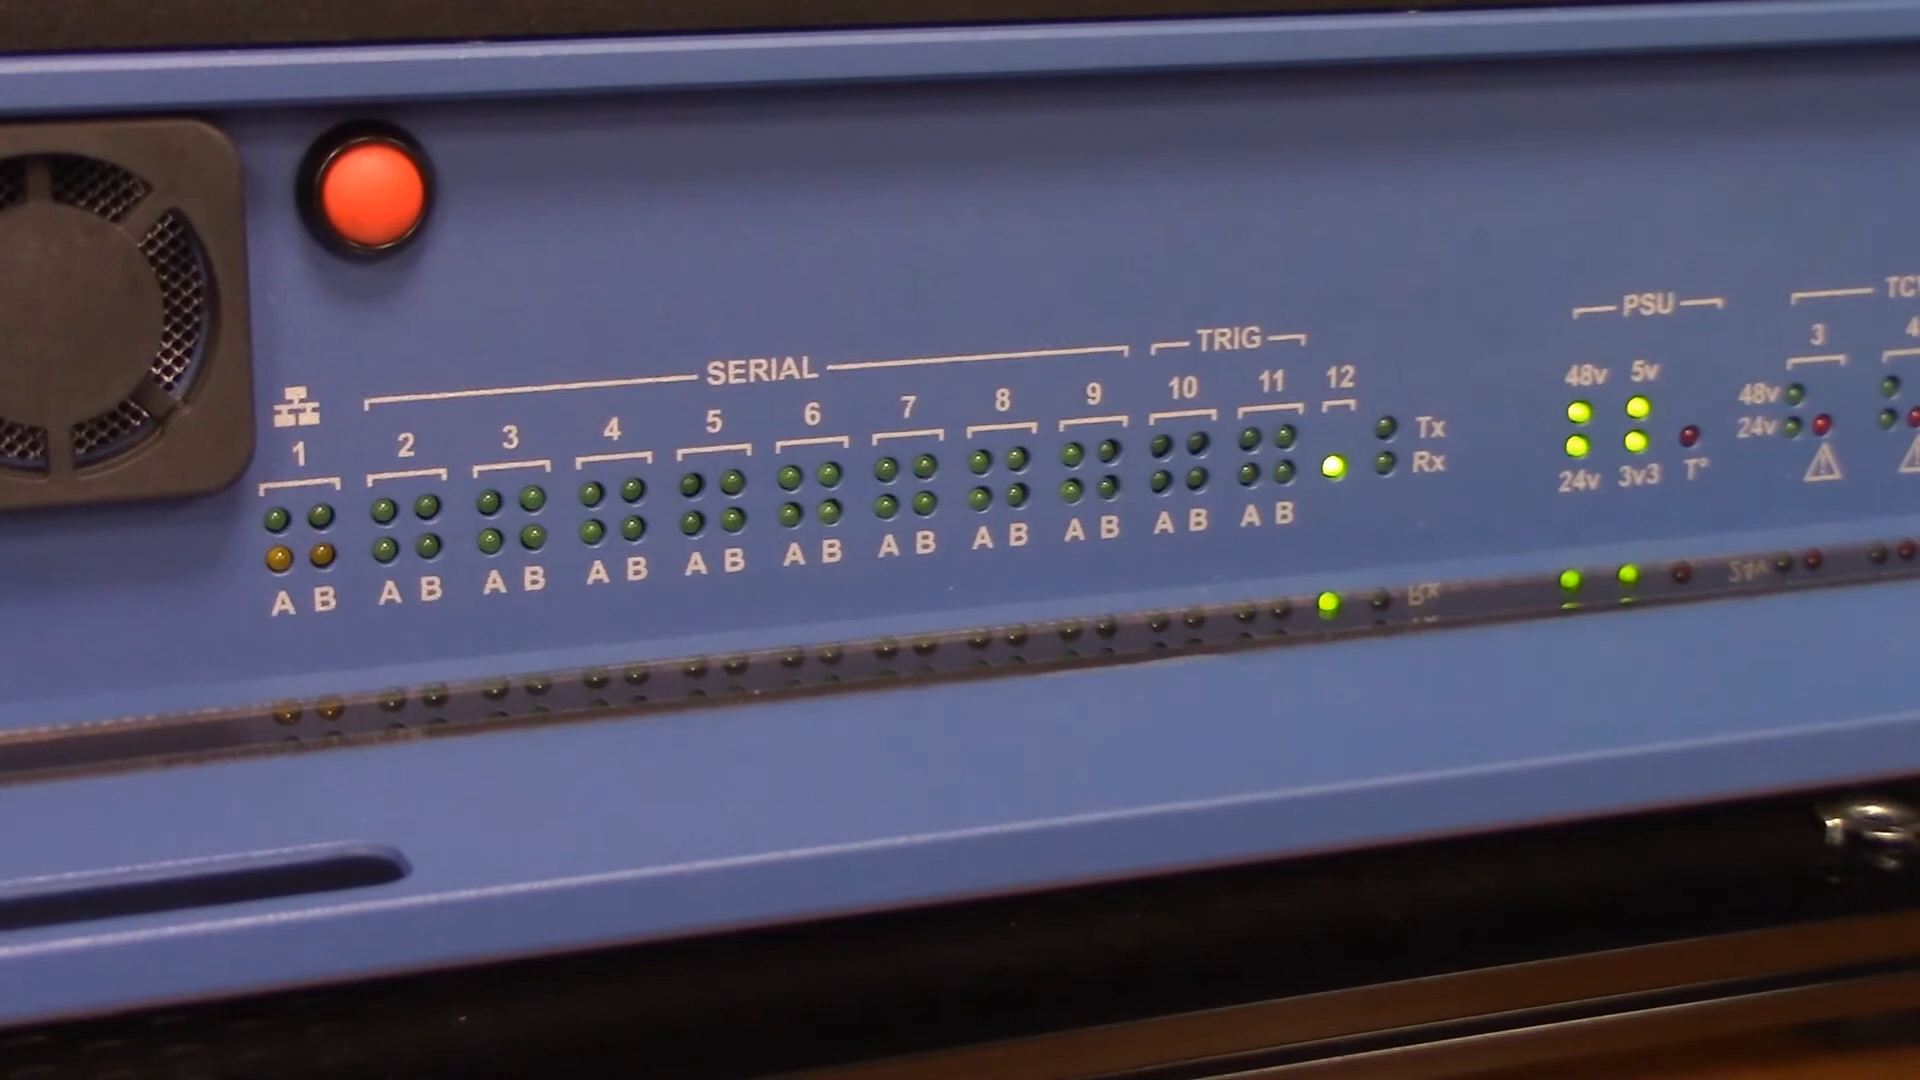 SERIAL
TRIG
PSU
1 2 3 4 5 6 7 8 9 10 11 12
3
4
48v 5v
48v
24v
Tx
Rx
24v 3v3 T°
A B A B A B A B A B A B A B A B A B A B A B